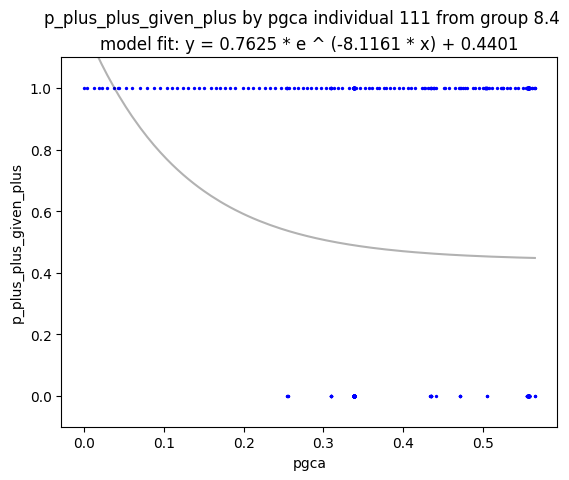 p_plus_plus_given_plus by pgca individual 111 from group 8.4
model fit: y = 0.7625 * e ^ (-8.1161 * x) + 0.4401
1.0
0.8
0.6
0.4
0.2
0.0
p_plus_plus_given_plus
0.0 0.1 0.2 0.3 0.4 0.5
pgca